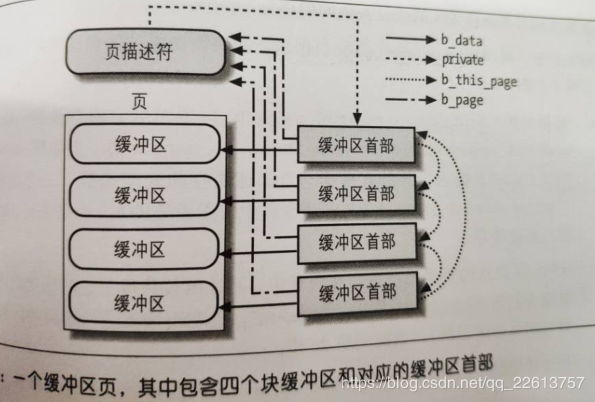 页描述符
b_data
private
b_this_page
b_page
页
缓冲区
缓冲区首部
缓冲区
缓冲区首部
缓冲区
缓冲区首部
缓冲区
缓冲区首部
：一个缓冲区页，其中包含四个块缓冲区和对应的缓冲区首部
https://blog.csdn.net/qq_22613757